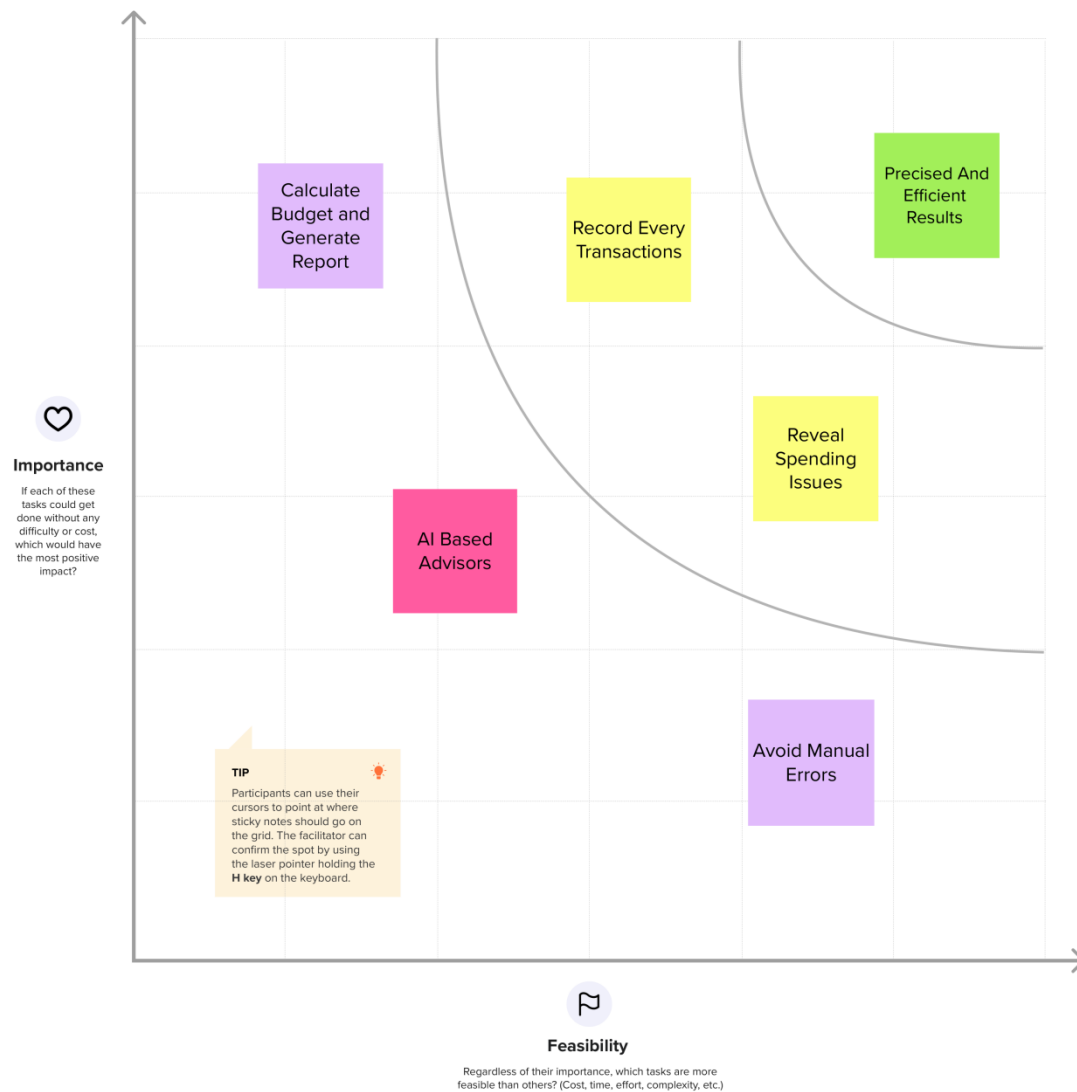 Calculate
Budget and
Generate
Report
Record Every
Transactions
Precised And
Efficient
Results
Importance
If each of these
tasks could get
done without any
difficulty or cost,
which would have
the most positive
impact?
Reveal
Spending
Issues
AI Based
Advisors
Avoid Manual
Errors
TIP
Participants can use their
cursors to point at where
sticky notes should go on
the grid. The facilitator can
confirm the spot by using
the laser pointer holding the
H key on the keyboard.
Feasibility
Regardless of their importance, which tasks are more
feasible than others? (Cost, time, effort, complexity, etc.)